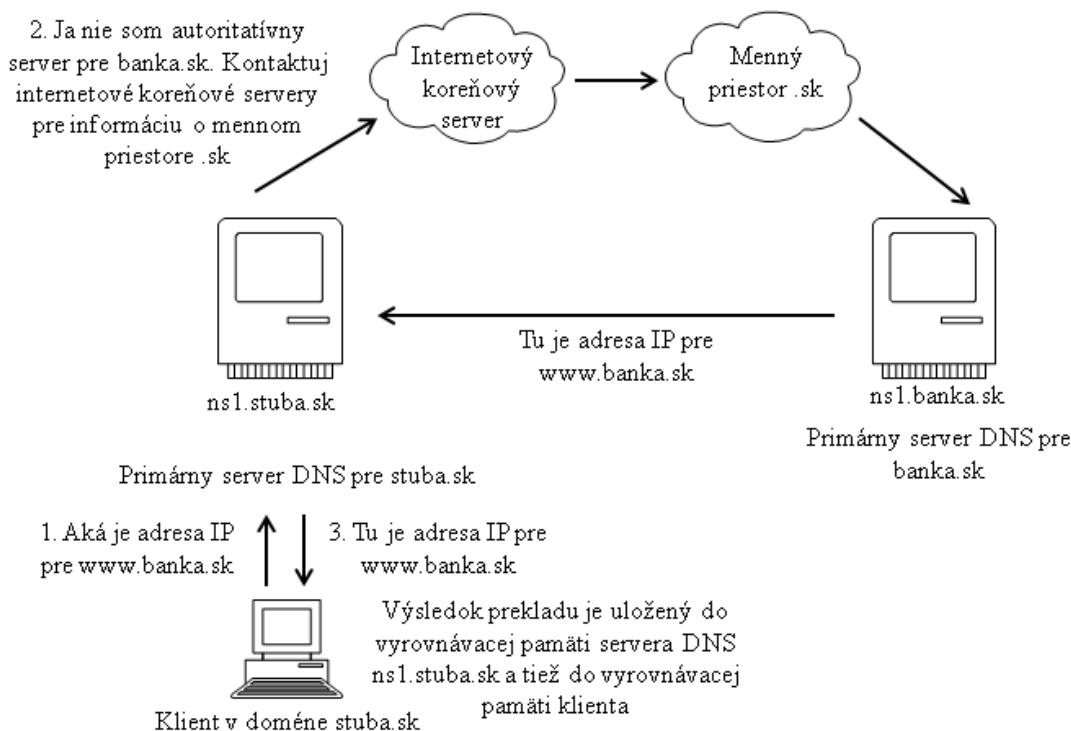 2. Ja nie som autoritatívny
server pre banka.sk. Kontaktuj
internetové koreňové servery
pre informáciu o mennom
priestore .sk
Internetový
koreňový
server
Menný
priestor .sk
Tu je adresa IP pre
www.banka.sk
ns1.stuba.sk
ns1.banka.sk
Primárny server DNS pre
banka.sk
Primárny server DNS pre stuba.sk
1. Aká je adresa IP
pre www.banka.sk
3. Tu je adresa IP pre
www.banka.sk
Výsledok prekladu je uložený do
vyrovnávacej pamäti servera DNS
ns1.stuba.sk a tiež do vyrovnávacej
pamäti klienta
Klient v doméne stuba.sk